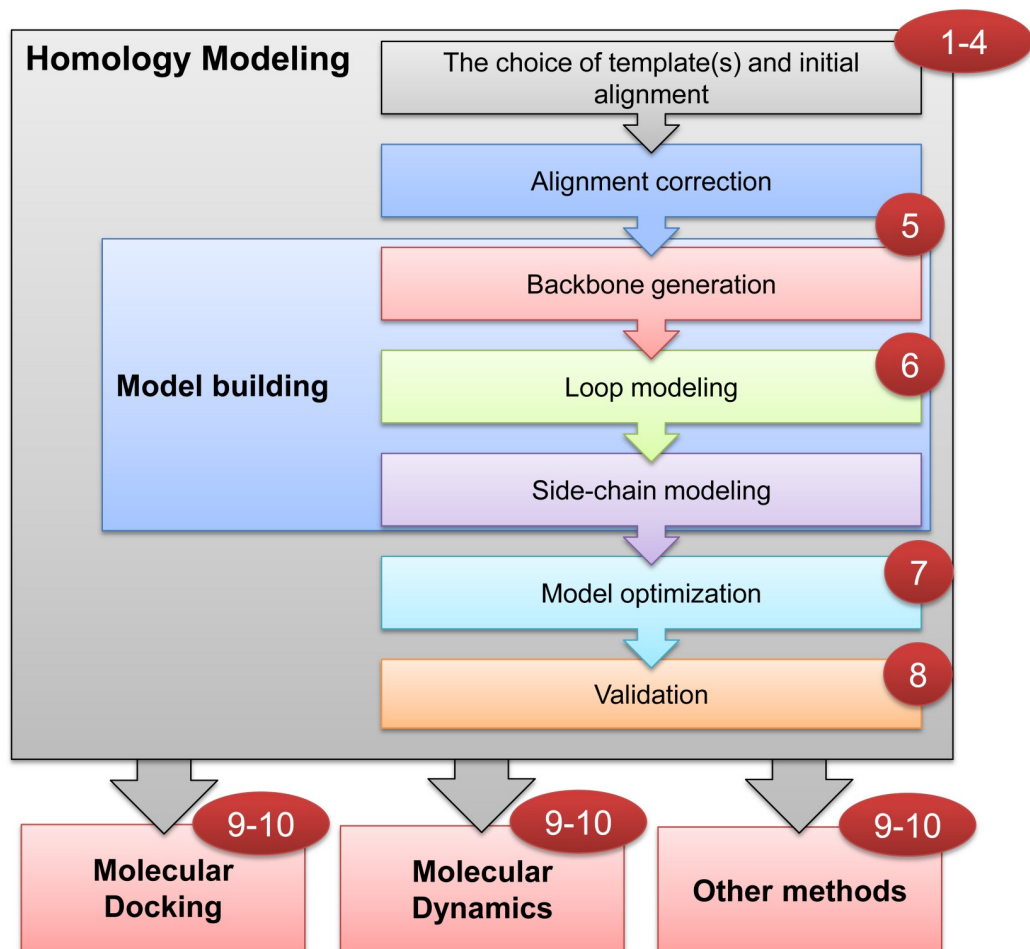 1-4
Homology Modeling
The choice of template(s) and initial
alignment
Alignment correction
5
Backbone generation
Model building
6
Loop modeling
Side-chain modeling
7
Model optimization
8
Validation
9-10
Molecular
Docking
9-10
Molecular
Dynamics
9-10
Other methods